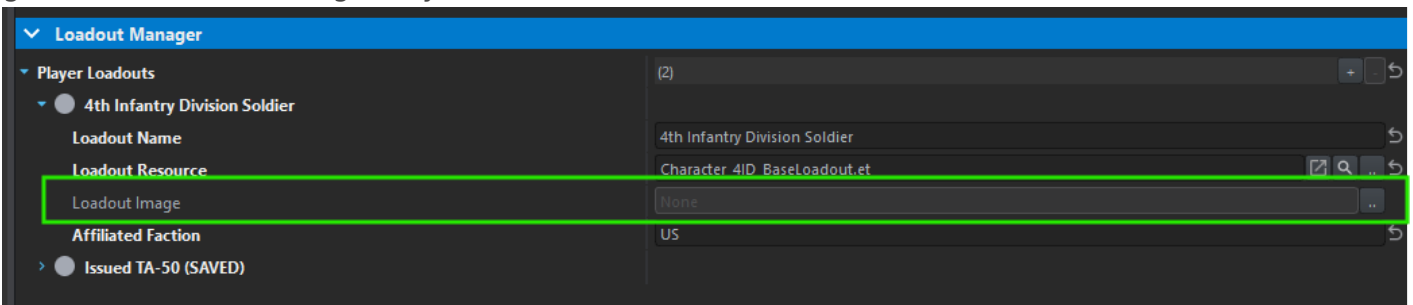 Loadout Manager
Player Loadouts (2) + -
4th Infantry Division Soldier
Loadout Name 4th Infantry Division Soldier
Loadout Resource Character_4ID_BaseLoadout.et ..
Loadout Image None ..
Affiliated Faction US
Issued TA-50 (SAVED)